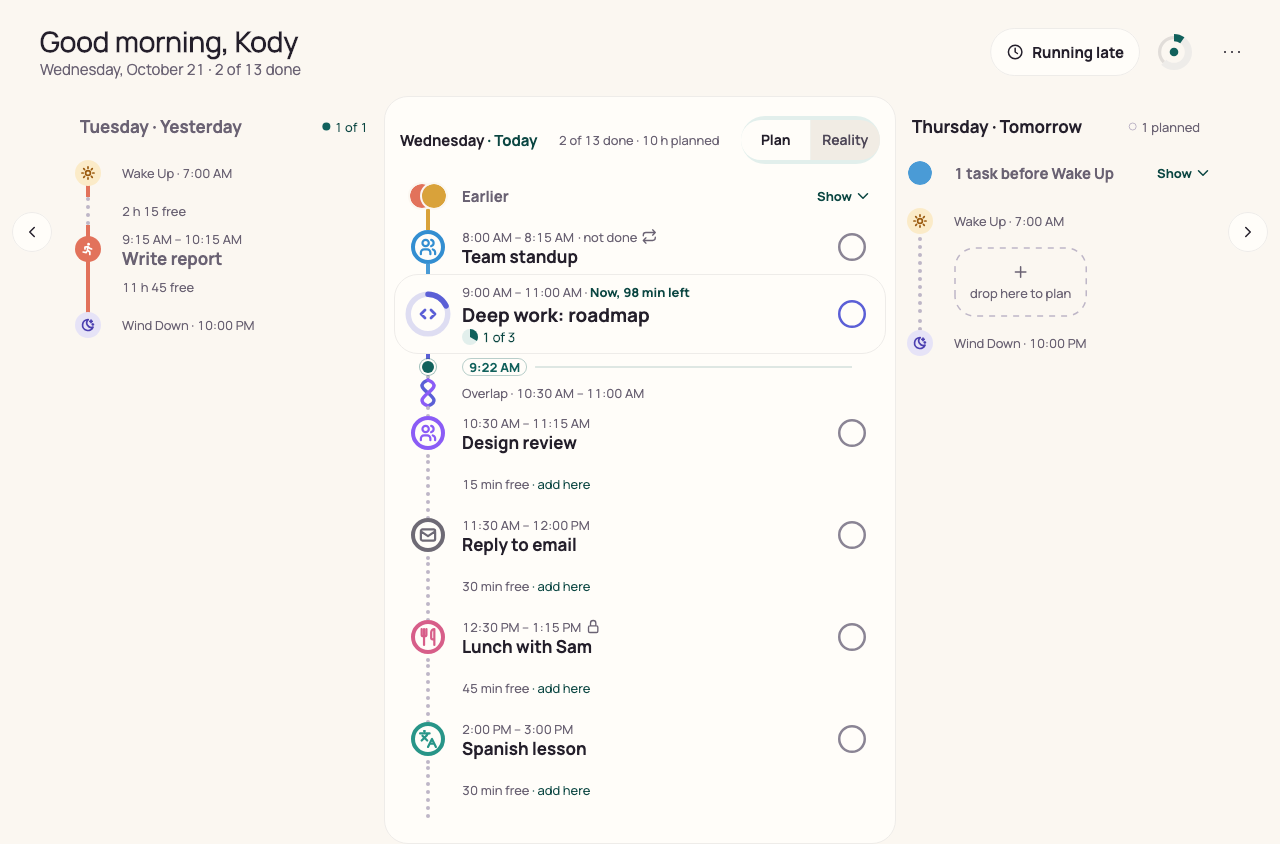 Good morning, Kody
Wednesday, October 21 · 2 of 13 done
Running late
Tuesday · Yesterday
1 of 1
Wake Up · 7:00 AM
2 h 15 free
9:15 AM – 10:15 AM
Write report
11 h 45 free
Wind Down · 10:00 PM
Wednesday · Today
2 of 13 done · 10 h planned
Plan
Reality
Earlier
Show
8:00 AM – 8:15 AM · not done
Team standup
9:00 AM – 11:00 AM · Now, 98 min left
Deep work: roadmap
1 of 3
9:22 AM
Overlap · 10:30 AM – 11:00 AM
10:30 AM – 11:15 AM
Design review
15 min free · add here
11:30 AM – 12:00 PM
Reply to email
30 min free · add here
12:30 PM – 1:15 PM
Lunch with Sam
45 min free · add here
2:00 PM – 3:00 PM
Spanish lesson
30 min free · add here
Thursday · Tomorrow
1 planned
1 task before Wake Up
Show
Wake Up · 7:00 AM
drop here to plan
Wind Down · 10:00 PM